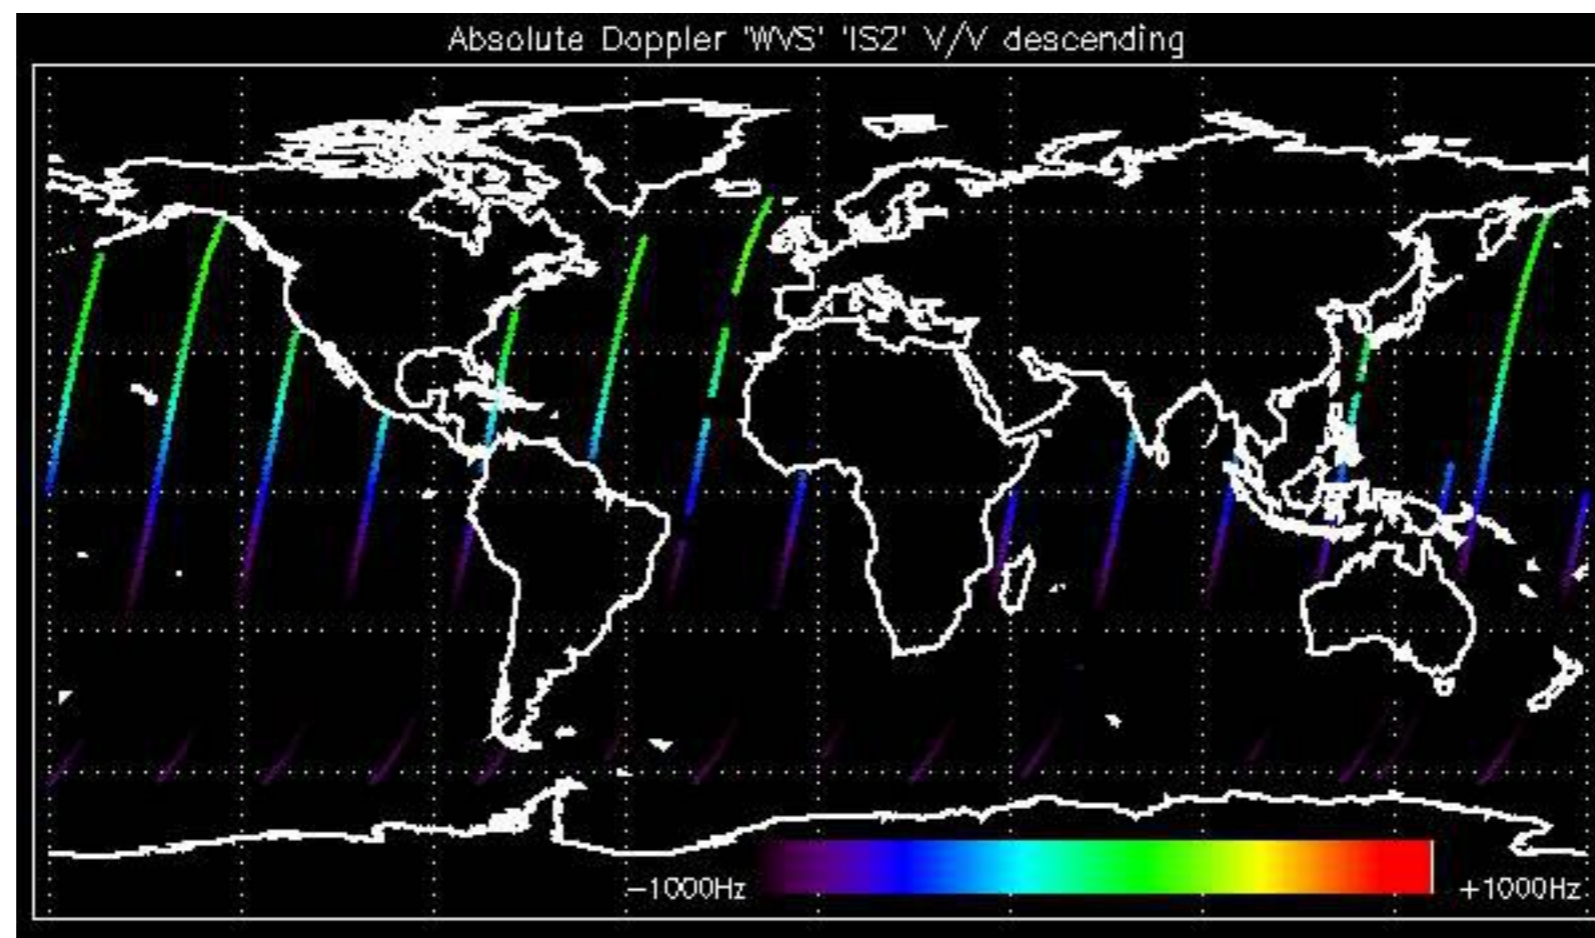 Absolute Doppler 'WVS' 'IS2' V/V descending
−1000Hz +1000Hz